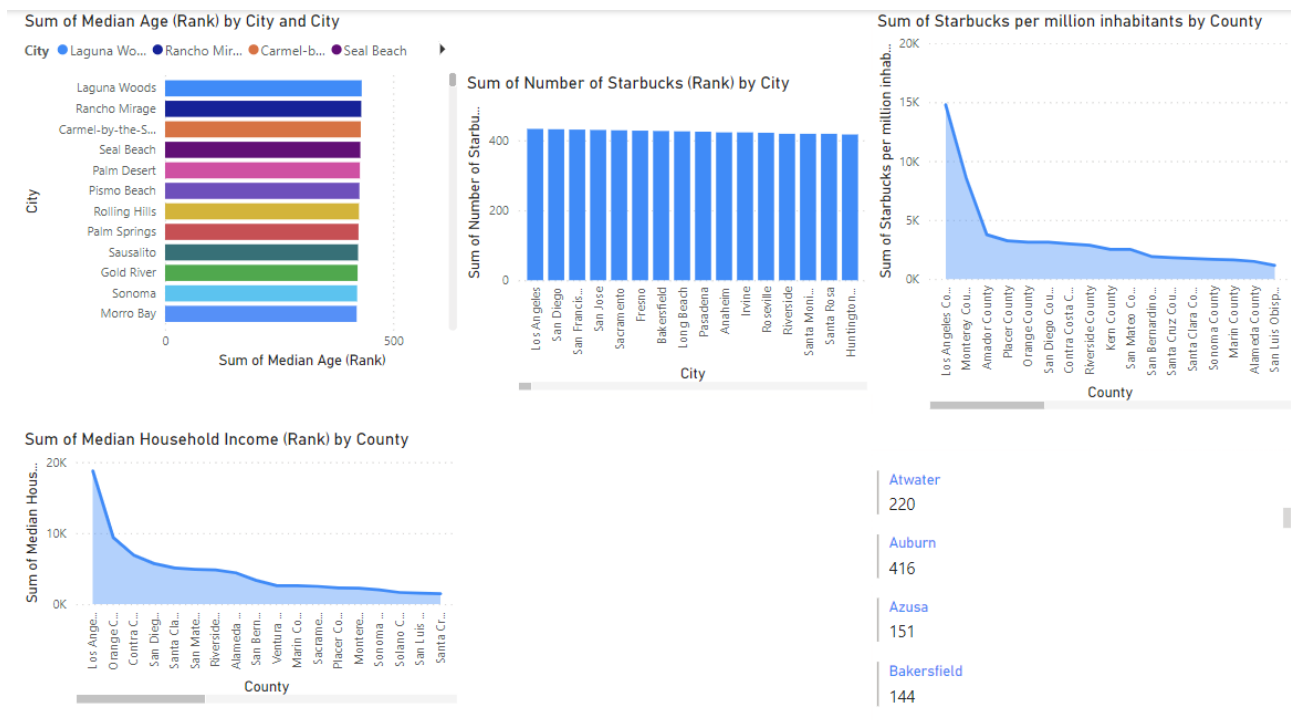 Sum of Median Age (Rank) by City and City
City Laguna Wo... Rancho Mir... Carmel-b... Seal Beach
City
Laguna Woods
Rancho Mirage
Carmel-by-the-S...
Seal Beach
Palm Desert
Pismo Beach
Rolling Hills
Palm Springs
Sausalito
Gold River
Sonoma
Morro Bay
0 500
Sum of Median Age (Rank)
Sum of Number of Starbucks (Rank) by City
Sum of Number of Starbu...
400
200
0
Los Angeles
San Diego
San Francis...
San Jose
Sacramento
Fresno
Bakersfield
Long Beach
Pasadena
Anaheim
Irvine
Roseville
Riverside
Santa Moni...
Santa Rosa
Huntington...
City
Sum of Starbucks per million inhabitants by County
Sum of Starbucks per million inhab...
20K
15K
10K
5K
0K
Los Angeles Co...
Monterey Cou...
Amador County
Placer County
Orange County
San Diego Cou...
Contra Costa C...
Riverside County
Kern County
San Mateo Co...
San Bernardino...
Santa Cruz Cou...
Santa Clara Co...
Sonoma County
Marin County
Alameda County
San Luis Obisp...
County
Sum of Median Household Income (Rank) by County
Sum of Median Hous...
20K
10K
0K
Los Ange...
Orange C...
Contra C...
San Dieg...
Santa Cla...
San Mate...
Riverside...
Alameda ...
San Bern...
Ventura ...
Marin Co...
Sacrame...
Placer Co...
Montere...
Sonoma ...
Solano C...
San Luis ...
Santa Cr...
County
Atwater
220
Auburn
416
Azusa
151
Bakersfield
144